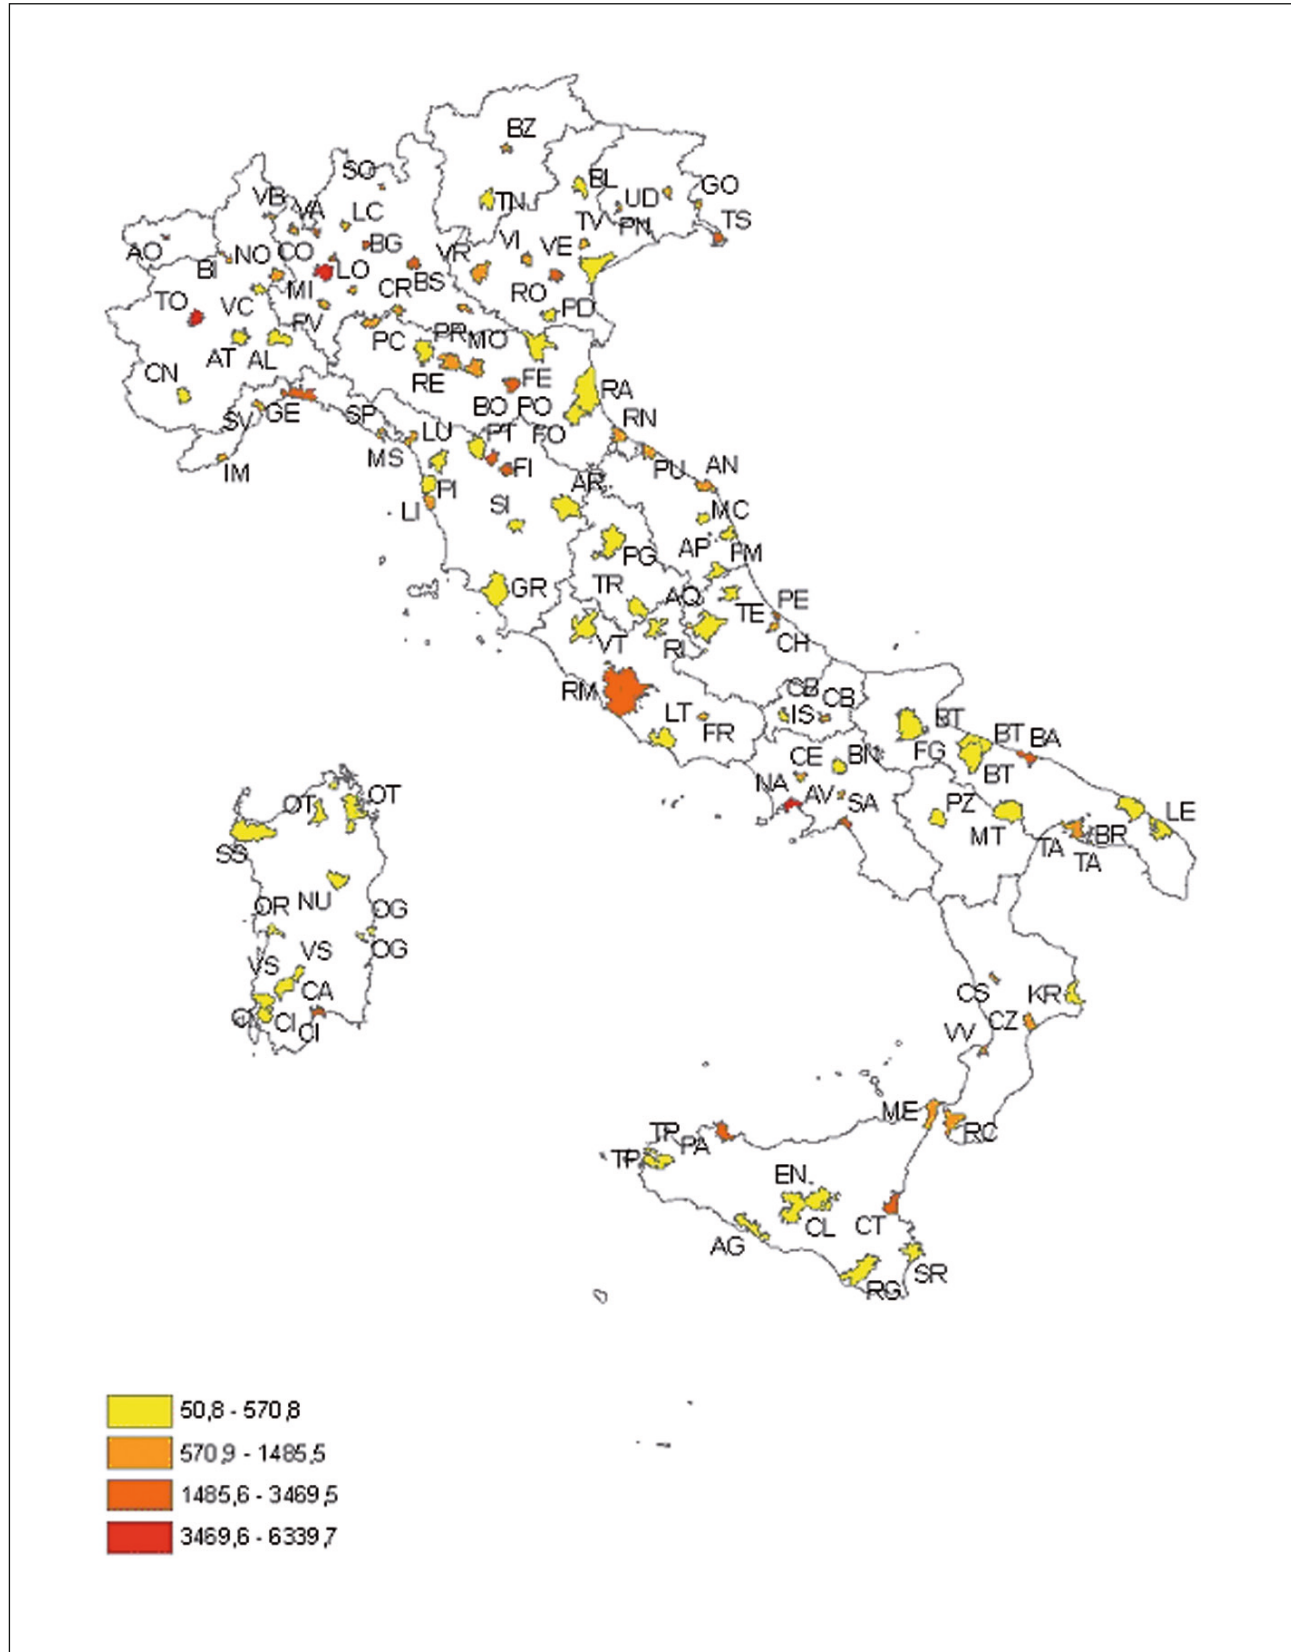 BZ
SO
BL
GO
VB
VA
TN
UD
LC
TV
PN
TS
AO
NO
CO
BG
VR
VI
VE
BI
LO
BS
TO
VC
MI
CR
RO
PD
PV
PC
PR
MO
AT
AL
CN
RE
FE
RA
SV
GE
SP
BO
PO
RN
LU
PT
FO
IM
MS
FI
PU
AN
PI
AR
LI
SI
MC
AP
PM
PG
GR
TR
AQ
TE
PE
VT
RI
CH
RM
CB
CB
LT
IS
FR
BT
BT
BA
CE
BN
FG
BT
NA
AV
SA
PZ
LE
OT
OT
MT
TA
BR
TA
SS
OR
NU
OG
VS
VS
OG
CA
CI
CI
CI
CS
KR
VV
CZ
ME
RC
TP
PA
TP
EN
CL
CT
AG
SR
RG
50,8 - 570,8
570,9 - 1485,5
1485,6 - 3469,5
3469,6 - 6339,7